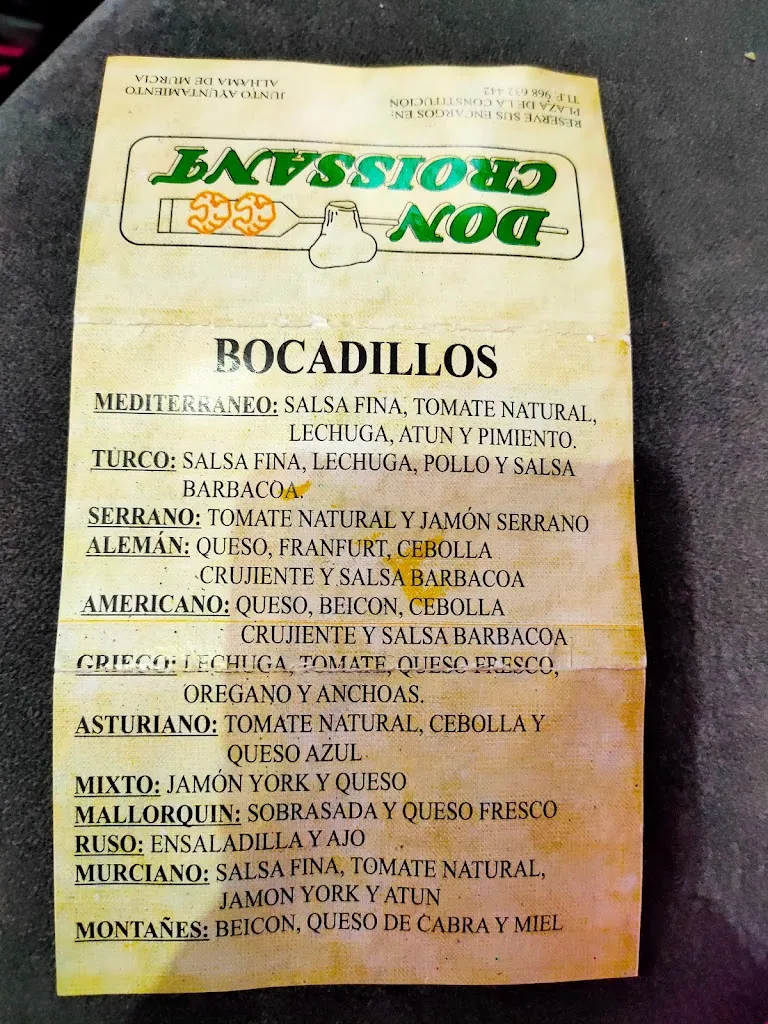 RESERVE SUS ENCARGOS EN:
PLAZA DE LA CONSTITUCION
TLF. 968 632 442
JUNTO AYUNTAMIENTO
ALHAMA DE MURCIA
DON
CROISSANT
BOCADILLOS
MEDITERRANEO: SALSA FINA, TOMATE NATURAL,
LECHUGA, ATUN Y PIMIENTO.
TURCO: SALSA FINA, LECHUGA, POLLO Y SALSA
BARBACOA.
SERRANO: TOMATE NATURAL Y JAMÓN SERRANO
ALEMÁN: QUESO, FRANFURT, CEBOLLA
CRUJIENTE Y SALSA BARBACOA
AMERICANO: QUESO, BEICON, CEBOLLA
CRUJIENTE Y SALSA BARBACOA
GRIEGO: LECHUGA, TOMATE, QUESO FRESCO,
OREGANO Y ANCHOAS.
ASTURIANO: TOMATE NATURAL, CEBOLLA Y
QUESO AZUL
MIXTO: JAMÓN YORK Y QUESO
MALLORQUIN: SOBRASADA Y QUESO FRESCO
RUSO: ENSALADILLA Y AJO
MURCIANO: SALSA FINA, TOMATE NATURAL,
JAMON YORK Y ATUN
MONTAÑES: BEICON, QUESO DE CABRA Y MIEL